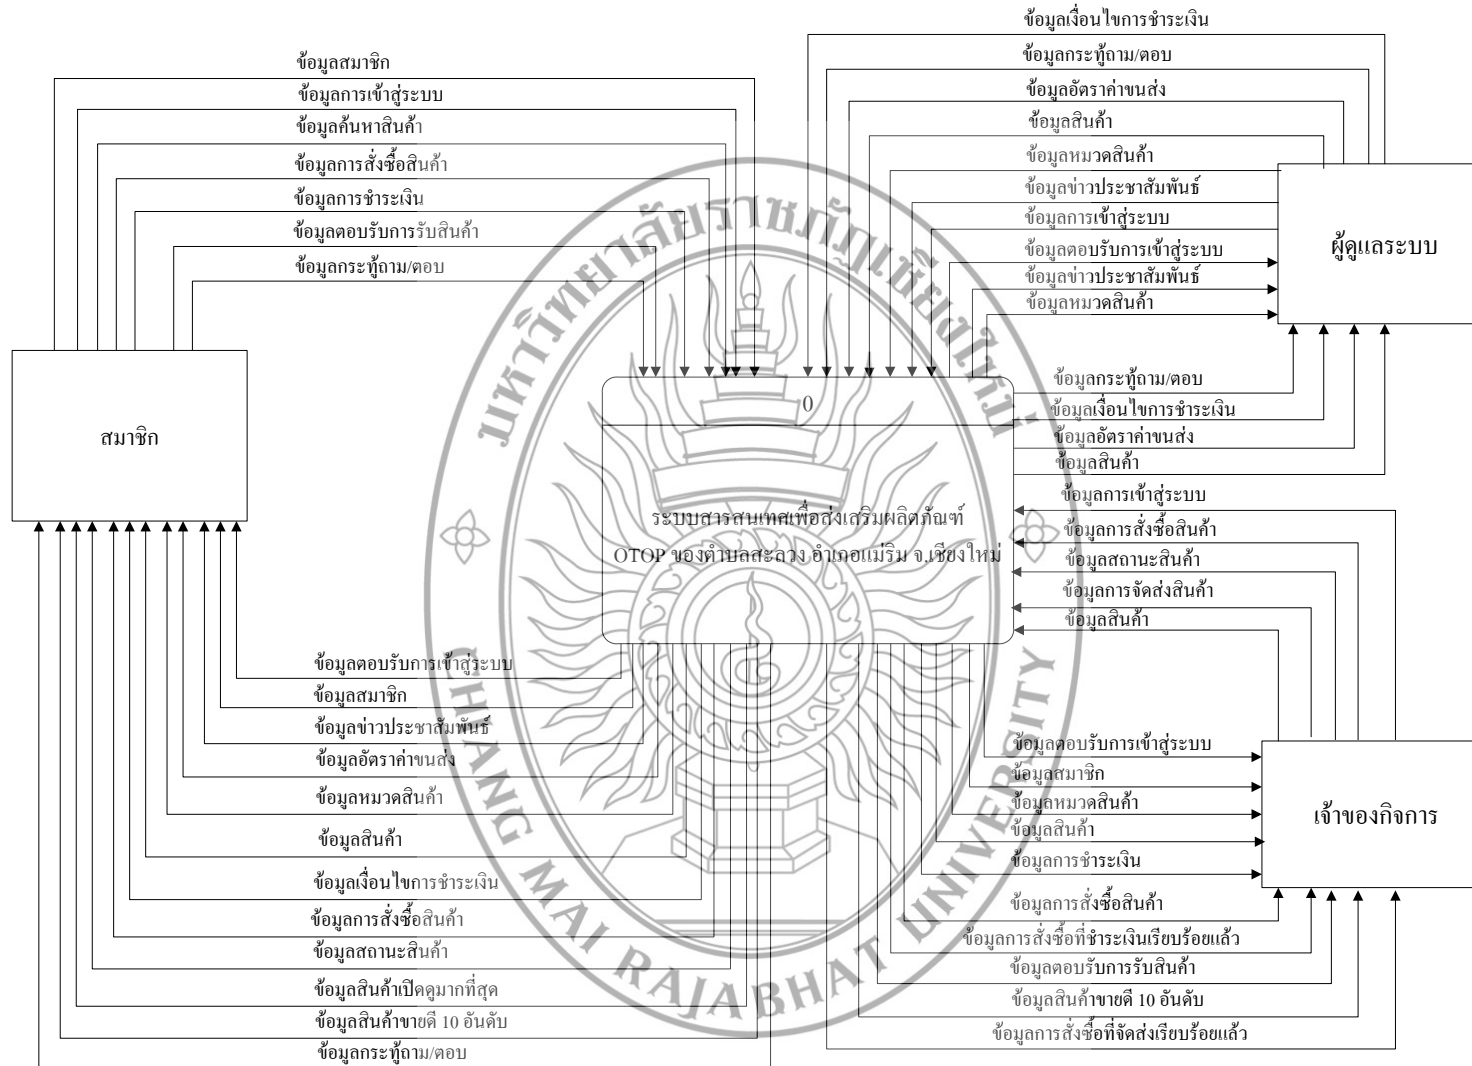 ข้อมูลสมาชิก
ข้อมูลการเข้าสู่ระบบ
ข้อมูลค้นหาสินค้า
ข้อมูลการสั่งซื้อสินค้า
ข้อมูลการชำระเงิน
ข้อมูลตอบรับการรับสินค้า
ข้อมูลกระทู้ถาม/ตอบ
ข้อมูลเงื่อนไขการชำระเงิน
ข้อมูลกระทู้ถาม/ตอบ
ข้อมูลอัตราค่าขนส่ง
ข้อมูลสินค้า
ข้อมูลหมวดสินค้า
ข้อมูลข่าวประชาสัมพันธ์
ข้อมูลการเข้าสู่ระบบ
ข้อมูลตอบรับการเข้าสู่ระบบ
ข้อมูลข่าวประชาสัมพันธ์
ข้อมูลหมวดสินค้า
ผู้ดูแลระบบ
ข้อมูลกระทู้ถาม/ตอบ
ข้อมูลเงื่อนไขการชำระเงิน
ข้อมูลอัตราค่าขนส่ง
ข้อมูลสินค้า
สมาชิก
0
ระบบสารสนเทศเพื่อส่งเสริมผลิตภัณฑ์
OTOP ของตำบลสะลวง อำเภอแม่ริม จ.เชียงใหม่
ข้อมูลการเข้าสู่ระบบ
ข้อมูลการสั่งซื้อสินค้า
ข้อมูลสถานะสินค้า
ข้อมูลการจัดส่งสินค้า
ข้อมูลสินค้า
ข้อมูลตอบรับการเข้าสู่ระบบ
ข้อมูลสมาชิก
ข้อมูลข่าวประชาสัมพันธ์
ข้อมูลอัตราค่าขนส่ง
ข้อมูลหมวดสินค้า
ข้อมูลสินค้า
ข้อมูลเงื่อนไขการชำระเงิน
ข้อมูลการสั่งซื้อสินค้า
ข้อมูลสถานะสินค้า
ข้อมูลสินค้าเปิดดูมากที่สุด
ข้อมูลสินค้าขายดี 10 อันดับ
ข้อมูลกระทู้ถาม/ตอบ
ข้อมูลตอบรับการเข้าสู่ระบบ
ข้อมูลสมาชิก
ข้อมูลหมวดสินค้า
ข้อมูลสินค้า
ข้อมูลการชำระเงิน
เจ้าของกิจการ
ข้อมูลการสั่งซื้อสินค้า
ข้อมูลการสั่งซื้อที่ชำระเงินเรียบร้อยแล้ว
ข้อมูลตอบรับการรับสินค้า
ข้อมูลสินค้าขายดี 10 อันดับ
ข้อมูลการสั่งซื้อที่จัดส่งเรียบร้อยแล้ว
มหาวิทยาลัยราชภัฏเชียงใหม่
CHIANG MAI RAJABHAT UNIVERSITY